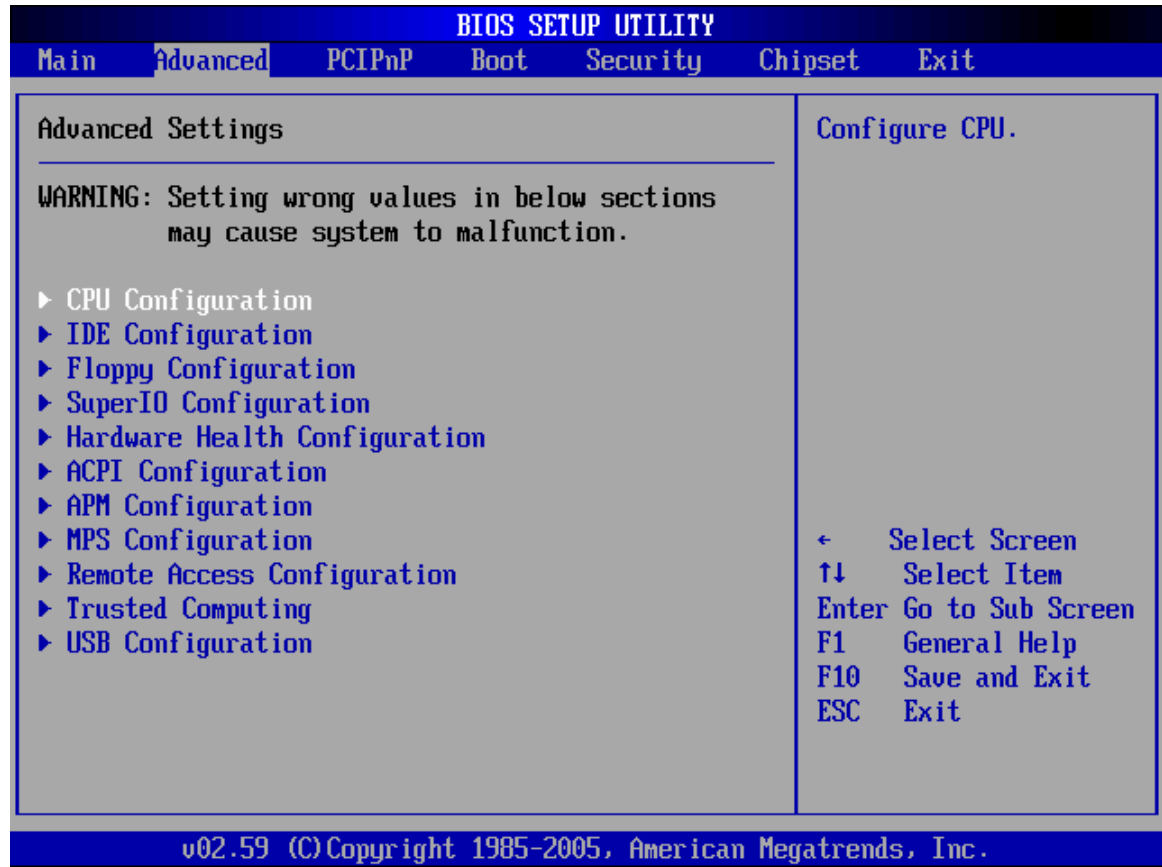 BIOS SETUP UTILITY
Main Advanced PCIPnP Boot Security Chipset Exit
Advanced Settings
WARNING: Setting wrong values in below sections
may cause system to malfunction.
▶ CPU Configuration
▶ IDE Configuration
▶ Floppy Configuration
▶ SuperIO Configuration
▶ Hardware Health Configuration
▶ ACPI Configuration
▶ APM Configuration
▶ MPS Configuration
▶ Remote Access Configuration
▶ Trusted Computing
▶ USB Configuration
Configure CPU.
← Select Screen
↑↓ Select Item
Enter Go to Sub Screen
F1 General Help
F10 Save and Exit
ESC Exit
v02.59 (C)Copyright 1985-2005, American Megatrends, Inc.